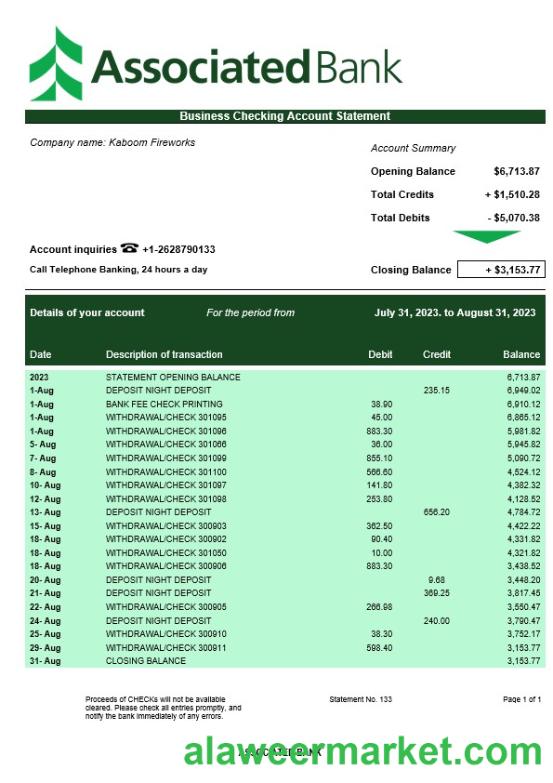 AssociatedBank
Business Checking Account Statement
Company name: Kaboom Fireworks
Account Summary
Opening Balance $6,713.87
Total Credits + $1,510.28
Total Debits - $5,070.38
Account inquiries ☎ +1-2628790133
Call Telephone Banking, 24 hours a day
Closing Balance + $3,153.77
Details of your account For the period from July 31, 2023. to August 31, 2023
Date Description of transaction Debit Credit Balance
2023 STATEMENT OPENING BALANCE 6,713.87
1-Aug DEPOSIT NIGHT DEPOSIT 235.15 6,949.02
1-Aug BANK FEE CHECK PRINTING 38.90 6,910.12
1-Aug WITHDRAWAL/CHECK 301095 45.00 6,865.12
1-Aug WITHDRAWAL/CHECK 301096 883.30 5,981.82
5- Aug WITHDRAWAL/CHECK 301066 36.00 5,945.82
7- Aug WITHDRAWAL/CHECK 301099 855.10 5,090.72
8- Aug WITHDRAWAL/CHECK 301100 566.60 4,524.12
10- Aug WITHDRAWAL/CHECK 301097 141.80 4,382.32
12- Aug WITHDRAWAL/CHECK 301098 253.80 4,128.52
13- Aug DEPOSIT NIGHT DEPOSIT 656.20 4,784.72
15- Aug WITHDRAWAL/CHECK 300903 362.50 4,422.22
18- Aug WITHDRAWAL/CHECK 300902 90.40 4,331.82
18- Aug WITHDRAWAL/CHECK 301050 10.00 4,321.82
18- Aug WITHDRAWAL/CHECK 300906 883.30 3,438.52
20- Aug DEPOSIT NIGHT DEPOSIT 9.68 3,448.20
21- Aug DEPOSIT NIGHT DEPOSIT 369.25 3,817.45
22- Aug WITHDRAWAL/CHECK 300905 266.98 3,550.47
24- Aug DEPOSIT NIGHT DEPOSIT 240.00 3,790.47
25- Aug WITHDRAWAL/CHECK 300910 38.30 3,752.17
29- Aug WITHDRAWAL/CHECK 300911 598.40 3,153.77
31- Aug CLOSING BALANCE 3,153.77
Proceeds of CHECKs will not be available Statement No. 133 Page 1 of 1
cleared. Please check all entries promptly, and
notify the bank immediately of any errors.
ASSOCIATED BANK
alaweermarket.com